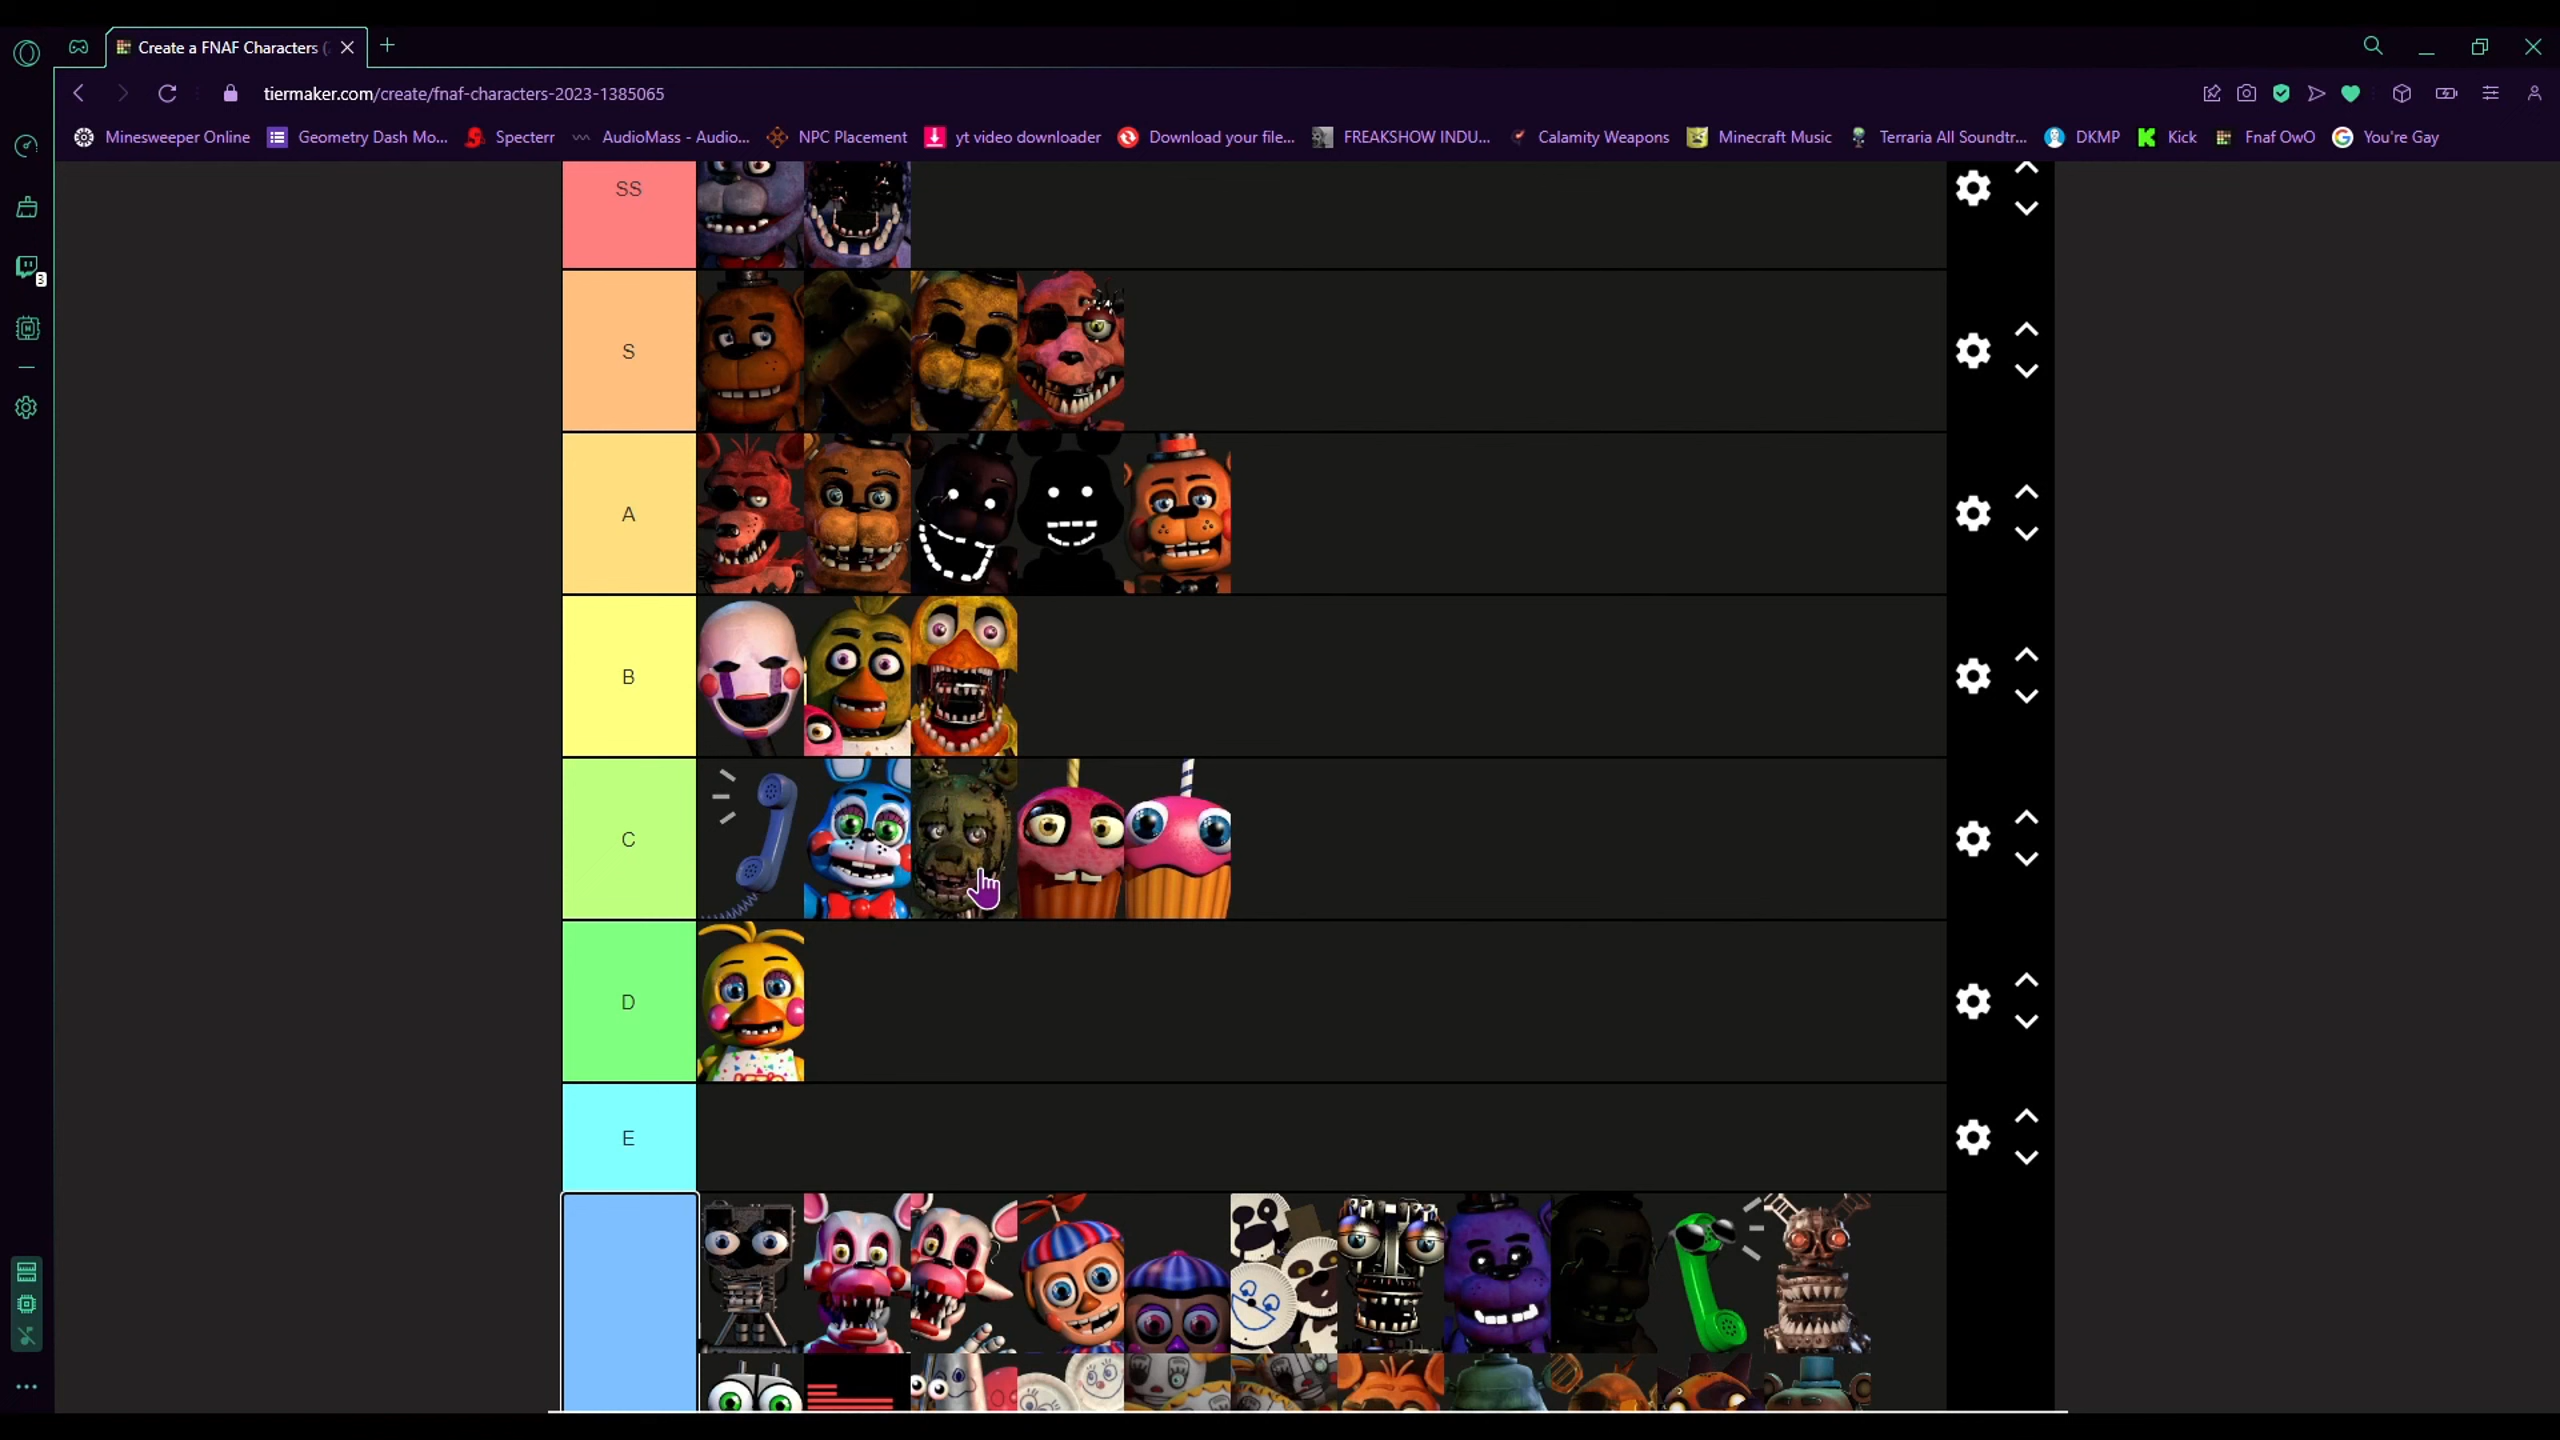 Create a FNAF Characters (
tiermaker.com/create/fnaf-characters-2023-1385065
Minesweeper Online
Geometry Dash Mo...
Specterr
AudioMass - Audio...
NPC Placement
yt video downloader
Download your file...
FREAKSHOW INDU...
Calamity Weapons
Minecraft Music
Terraria All Soundtr...
DKMP
Kick
Fnaf OwO
You're Gay
3
SS
S
A
B
C
D
E